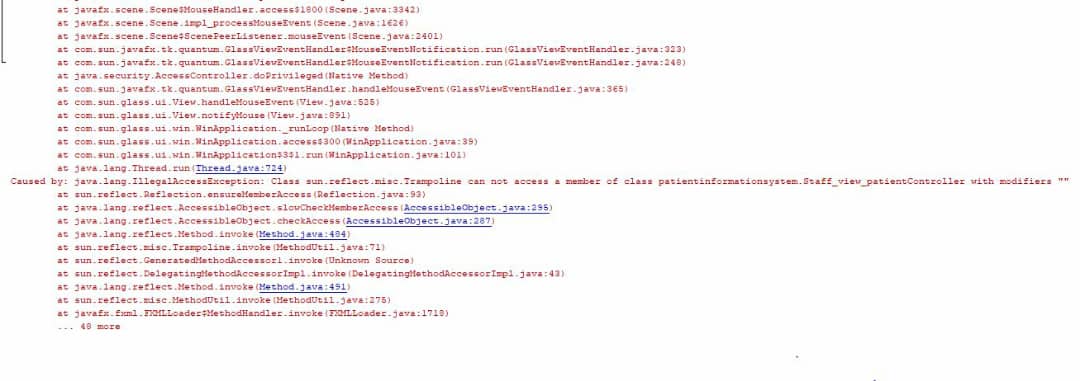 at javafx.scene.Scene$MouseHandler.access$1800(Scene.java:3342)
at javafx.scene.Scene.impl_processMouseEvent(Scene.java:1626)
at javafx.scene.Scene$ScenePeerListener.mouseEvent(Scene.java:2401)
at com.sun.javafx.tk.quantum.GlassViewEventHandler$MouseEventNotification.run(GlassViewEventHandler.java:323)
at com.sun.javafx.tk.quantum.GlassViewEventHandler$MouseEventNotification.run(GlassViewEventHandler.java:248)
at java.security.AccessController.doPrivileged(Native Method)
at com.sun.javafx.tk.quantum.GlassViewEventHandler.handleMouseEvent(GlassViewEventHandler.java:365)
at com.sun.glass.ui.View.handleMouseEvent(View.java:525)
at com.sun.glass.ui.View.notifyMouse(View.java:891)
at com.sun.glass.ui.win.WinApplication._runLoop(Native Method)
at com.sun.glass.ui.win.WinApplication.access$300(WinApplication.java:39)
at com.sun.glass.ui.win.WinApplication$3$1.run(WinApplication.java:101)
at java.lang.Thread.run(Thread.java:724)
Caused by: java.lang.IllegalAccessException: Class sun.reflect.misc.Trampoline can not access a member of class patientinformationsystem.Staff_view_patientController with modifiers ""
at sun.reflect.Reflection.ensureMemberAccess(Reflection.java:93)
at java.lang.reflect.AccessibleObject.slowCheckMemberAccess(AccessibleObject.java:295)
at java.lang.reflect.AccessibleObject.checkAccess(AccessibleObject.java:287)
at java.lang.reflect.Method.invoke(Method.java:484)
at sun.reflect.misc.Trampoline.invoke(MethodUtil.java:71)
at sun.reflect.GeneratedMethodAccessor1.invoke(Unknown Source)
at sun.reflect.DelegatingMethodAccessorImpl.invoke(DelegatingMethodAccessorImpl.java:43)
at java.lang.reflect.Method.invoke(Method.java:491)
at sun.reflect.misc.MethodUtil.invoke(MethodUtil.java:275)
at javafx.fxml.FXMLLoader$MethodHandler.invoke(FXMLLoader.java:1718)
... 48 more